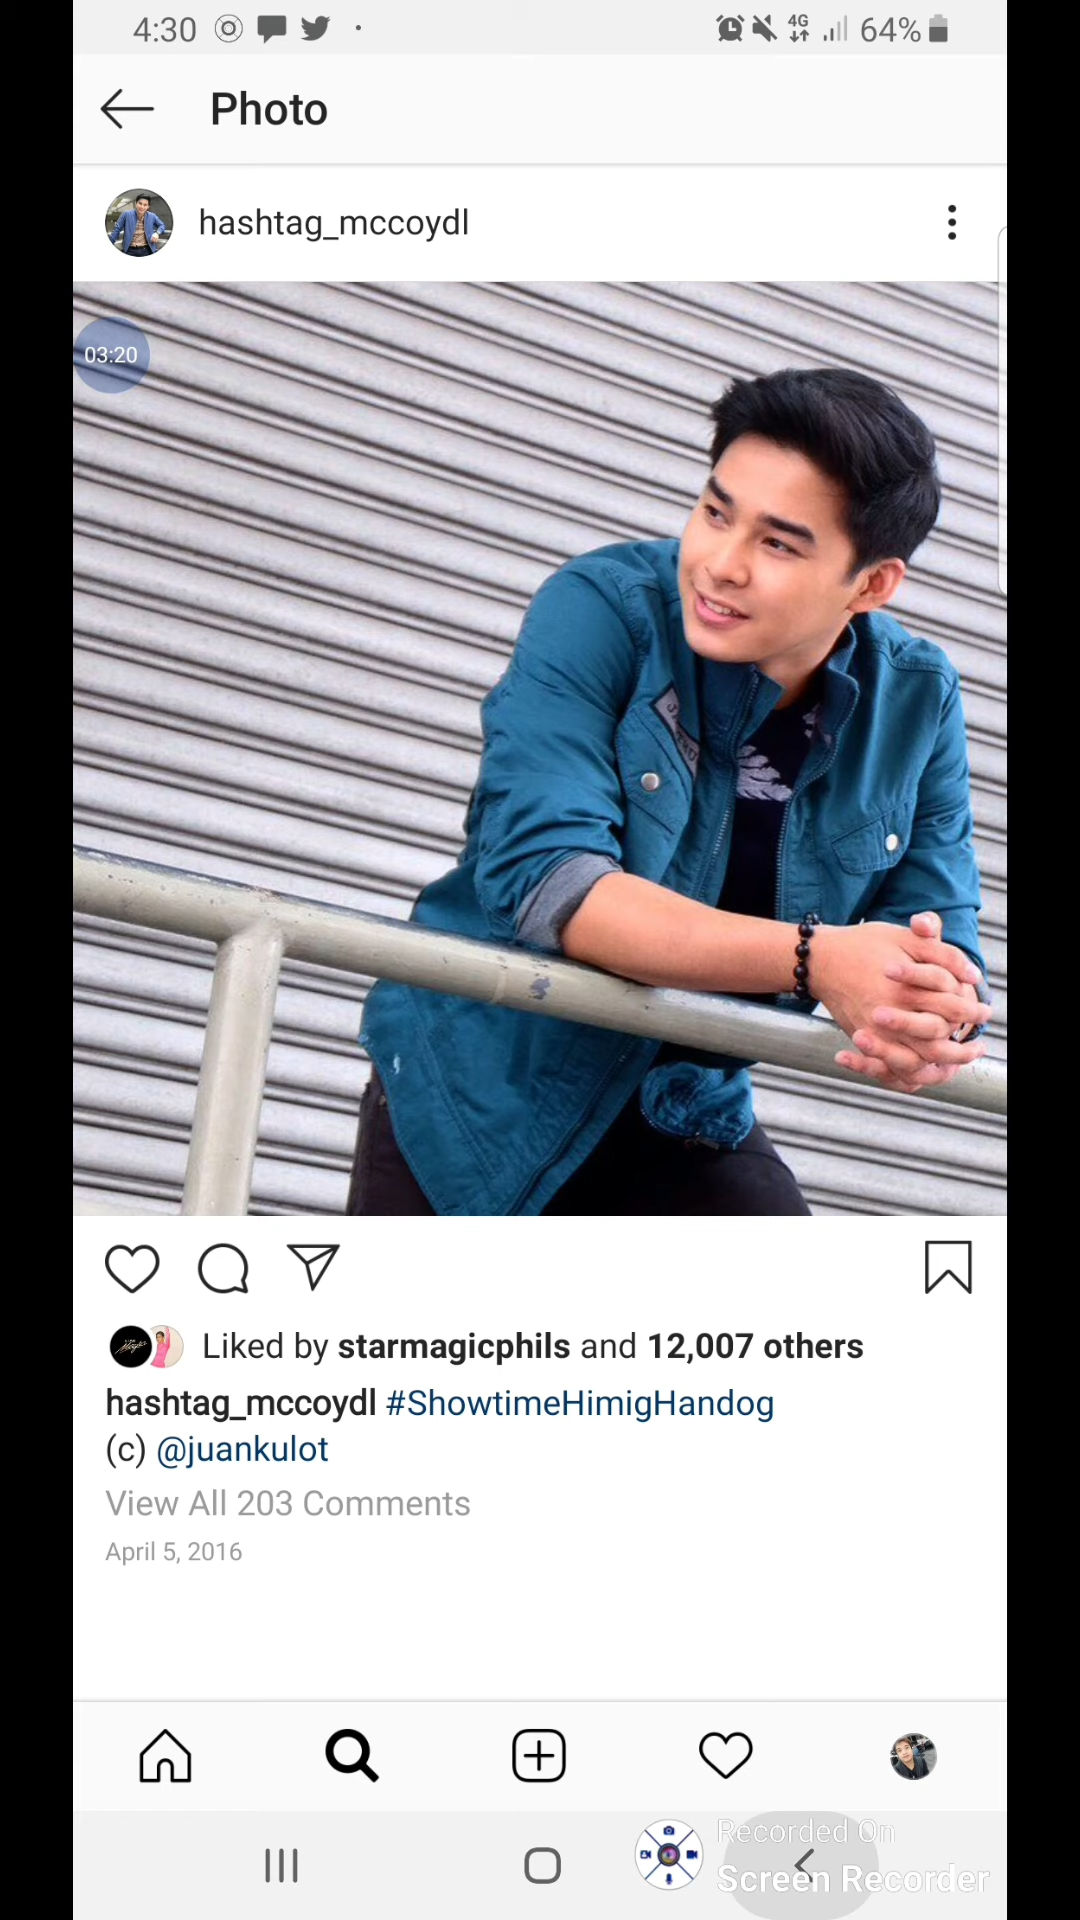 4:30
4G
64%
Photo
hashtag_mccoydl
03:20
Liked by starmagicphils and 12,007 others
hashtag_mccoydl #ShowtimeHimigHandog
(c) @juankulot
View All 203 Comments
April 5, 2016
Recorded On
Screen Recorder